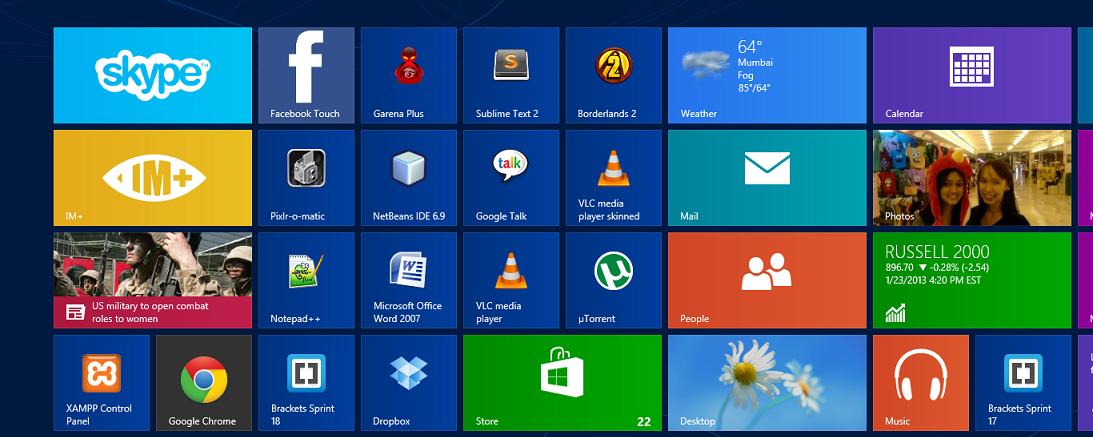 skype™
Facebook Touch
Garena Plus
S
Sublime Text 2
2
Borderlands 2
64°
Mumbai
Fog
85°/64°
Weather
Calendar
IM+
IM+
Pixlr-o-matic
NetBeans IDE 6.9
talk
Google Talk
VLC media
player skinned
Mail
Photos
US military to open combat
roles to women
Notepad++
W
Microsoft Office
Word 2007
VLC media
player
µ
µTorrent
People
RUSSELL 2000
896.70 ▼ -0.28% (-2.54)
1/23/2013 4:20 PM EST
XAMPP Control
Panel
Google Chrome
Brackets Sprint
18
Dropbox
Store
22
Desktop
Music
Brackets Sprint
17